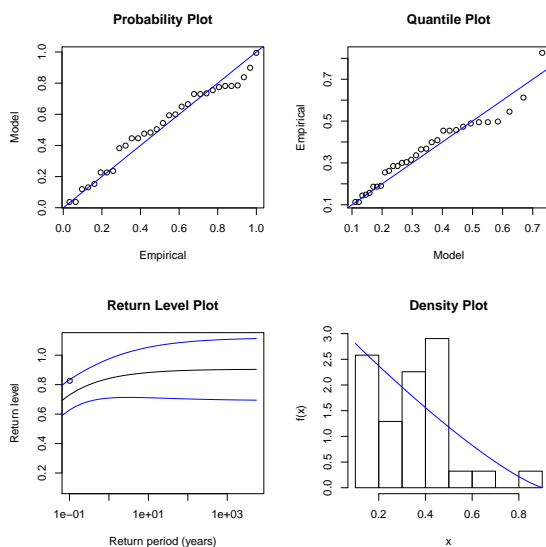 Probability Plot
Model
0.0 0.2 0.4 0.6 0.8 1.0
0.0 0.2 0.4 0.6 0.8 1.0
Empirical
Quantile Plot
Empirical
0.1 0.3 0.5 0.7
0.1 0.2 0.3 0.4 0.5 0.6 0.7
Model
Return Level Plot
Return level
0.2 0.4 0.6 0.8 1.0
1e−01 1e+01 1e+03
Return period (years)
Density Plot
f(x)
0.0 0.5 1.0 1.5 2.0 2.5 3.0
0.2 0.4 0.6 0.8
x